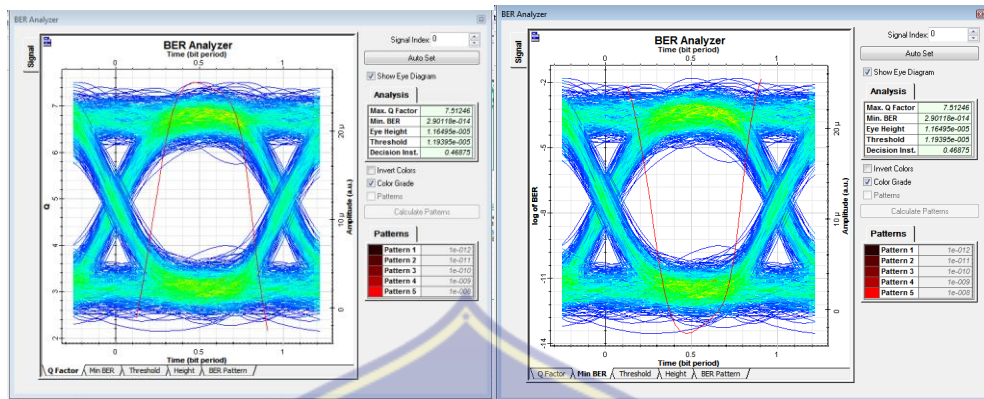 BER Analyzer
Signal
BER Analyzer
Time (bit period)
0 0.5 1
Q
7
6
5
4
3
2
Amplitude (a.u.)
20 µ
10 µ
0
0 0.5 1
Time (bit period)
Q Factor Min BER Threshold Height BER Pattern
Signal Index: 0
Auto Set
Show Eye Diagram
Analysis
Max. Q Factor 7.51246
Min. BER 2.90118e-014
Eye Height 1.16495e-005
Threshold 1.19395e-005
Decision Inst. 0.46875
Invert Colors
Color Grade
Patterns
Calculate Patterns
Patterns
Pattern 1 1e-012
Pattern 2 1e-011
Pattern 3 1e-010
Pattern 4 1e-009
Pattern 5 1e-008
BER Analyzer
Signal
BER Analyzer
Time (bit period)
0 0.5 1
log of BER
-2
-5
-8
-11
-14
Amplitude (a.u.)
20 µ
10 µ
0
0 0.5 1
Time (bit period)
Q Factor Min BER Threshold Height BER Pattern
Signal Index: 0
Auto Set
Show Eye Diagram
Analysis
Max. Q Factor 7.51246
Min. BER 2.90118e-014
Eye Height 1.16495e-005
Threshold 1.19395e-005
Decision Inst. 0.46875
Invert Colors
Color Grade
Patterns
Calculate Patterns
Patterns
Pattern 1 1e-012
Pattern 2 1e-011
Pattern 3 1e-010
Pattern 4 1e-009
Pattern 5 1e-008